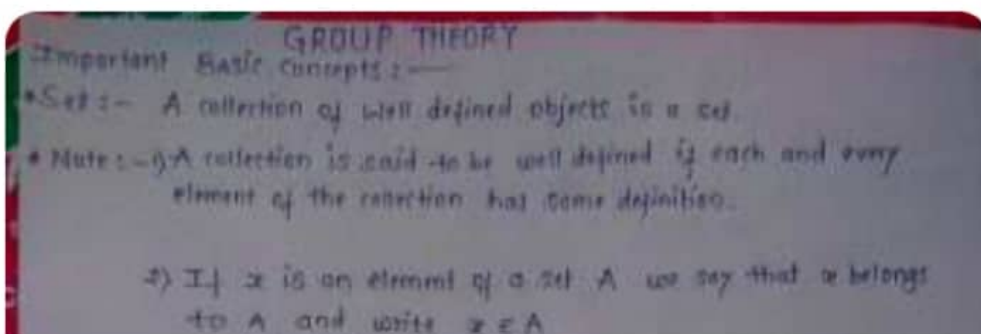 GROUP THEORY
Important Basic concepts :—
* Set :- A collection of well defined objects is a set.
* Note :- 1) A collection is said to be well defined if each and every
element of the collection has some definition.
2) If x is an element of a set A we say that x belongs
to A and write x ∈ A